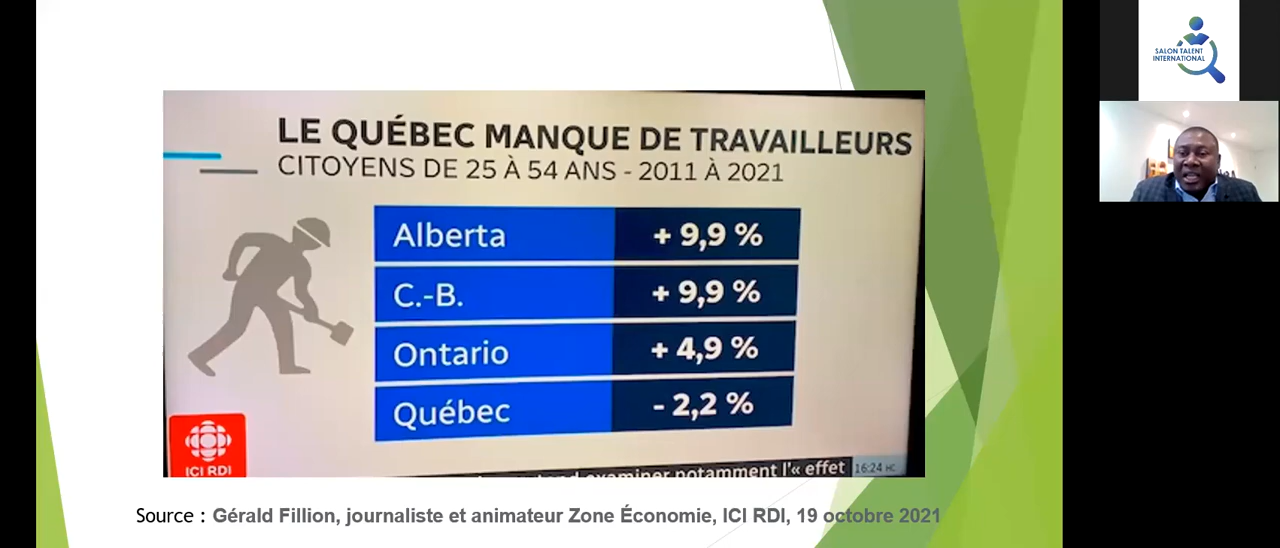 LE QUÉBEC MANQUE DE TRAVAILLEURS
CITOYENS DE 25 À 54 ANS - 2011 À 2021
Alberta + 9,9 %
C.-B. + 9,9 %
Ontario + 4,9 %
Québec - 2,2 %
ICI RDI
examiner notamment l'« effet
16:24 HC
Source : Gérald Fillion, journaliste et animateur Zone Économie, ICI RDI, 19 octobre 2021
SALON TALENT
INTERNATIONAL